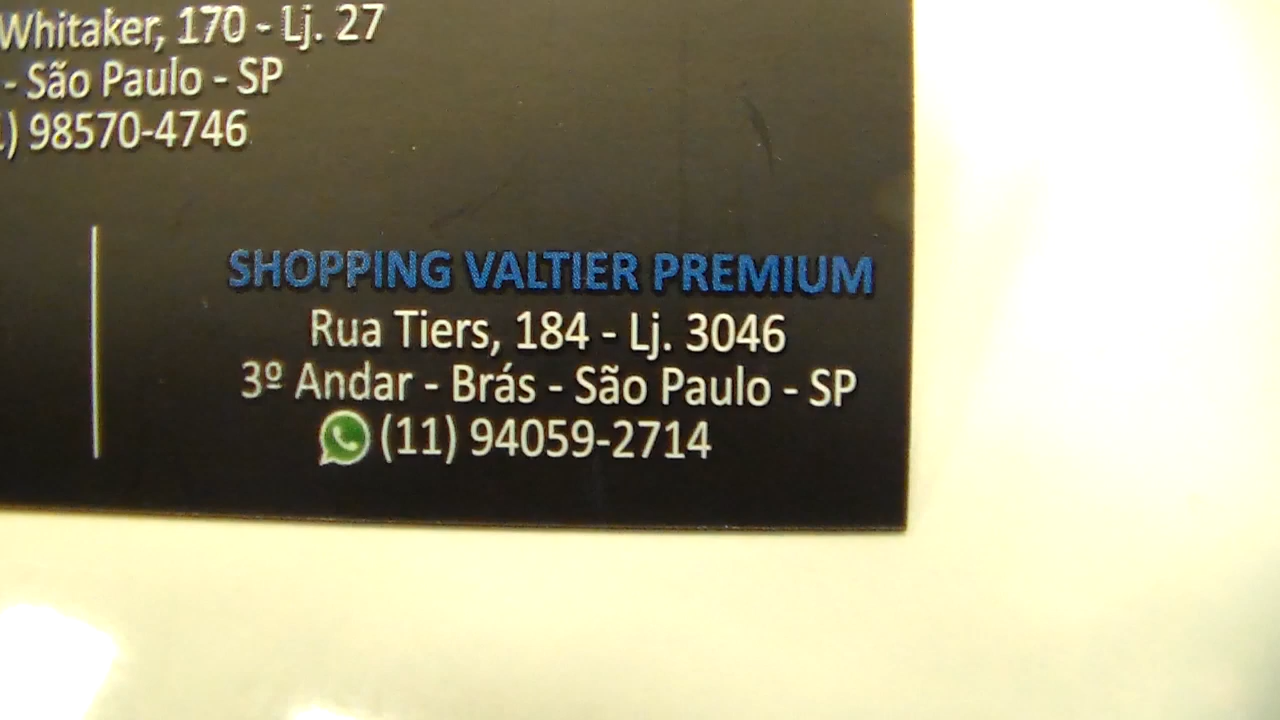 Whitaker, 170 - Lj. 27
- São Paulo - SP
) 98570-4746
SHOPPING VALTIER PREMIUM
Rua Tiers, 184 - Lj. 3046
3º Andar - Brás - São Paulo - SP
(11) 94059-2714